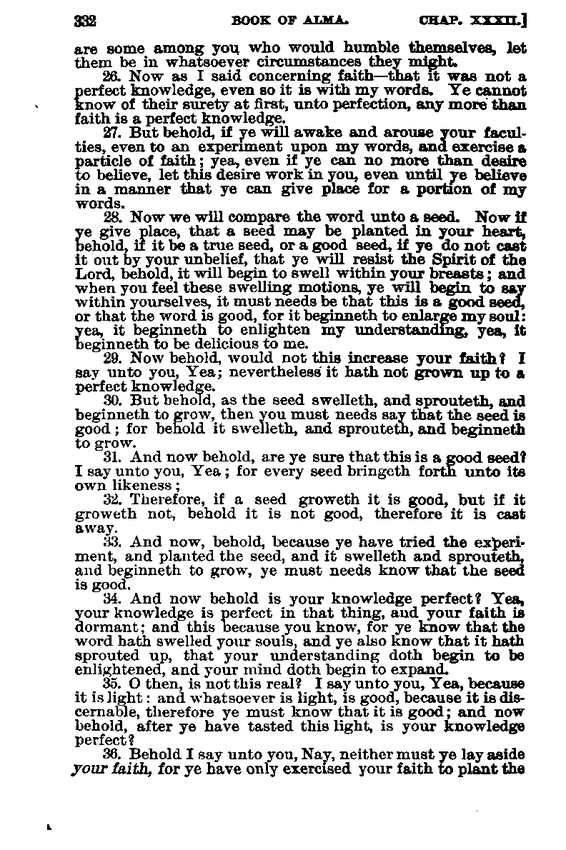 332 BOOK OF ALMA. CHAP. XXXII.]
are some among you who would humble themselves, let
them be in whatsoever circumstances they might.
26. Now as I said concerning faith—that it was not a
perfect knowledge, even so it is with my words. Ye cannot
know of their surety at first, unto perfection, any more than
faith is a perfect knowledge.
27. But behold, if ye will awake and arouse your facul-
ties, even to an experiment upon my words, and exercise a
particle of faith; yea, even if ye can no more than desire
to believe, let this desire work in you, even until ye believe
in a manner that ye can give place for a portion of my
words.
28. Now we will compare the word unto a seed. Now if
ye give place, that a seed may be planted in your heart,
behold, if it be a true seed, or a good seed, if ye do not cast
it out by your unbelief, that ye will resist the Spirit of the
Lord, behold, it will begin to swell within your breasts; and
when you feel these swelling motions, ye will begin to say
within yourselves, it must needs be that this is a good seed,
or that the word is good, for it beginneth to enlarge my soul:
yea, it beginneth to enlighten my understanding, yea, it
beginneth to be delicious to me.
29. Now behold, would not this increase your faith? I
say unto you, Yea; nevertheless it hath not grown up to a
perfect knowledge.
30. But behold, as the seed swelleth, and sprouteth, and
beginneth to grow, then you must needs say that the seed is
good; for behold it swelleth, and sprouteth, and beginneth
to grow.
31. And now behold, are ye sure that this is a good seed?
I say unto you, Yea; for every seed bringeth forth unto its
own likeness;
32. Therefore, if a seed groweth it is good, but if it
groweth not, behold it is not good, therefore it is cast
away.
33. And now, behold, because ye have tried the experi-
ment, and planted the seed, and it swelleth and sprouteth,
and beginneth to grow, ye must needs know that the seed
is good.
34. And now behold is your knowledge perfect? Yea,
your knowledge is perfect in that thing, and your faith is
dormant; and this because you know, for ye know that the
word hath swelled your souls, and ye also know that it hath
sprouted up, that your understanding doth begin to be
enlightened, and your mind doth begin to expand.
35. O then, is not this real? I say unto you, Yea, because
it is light: and whatsoever is light, is good, because it is dis-
cernable, therefore ye must know that it is good; and now
behold, after ye have tasted this light, is your knowledge
perfect?
36. Behold I say unto you, Nay, neither must ye lay aside
your faith, for ye have only exercised your faith to plant the